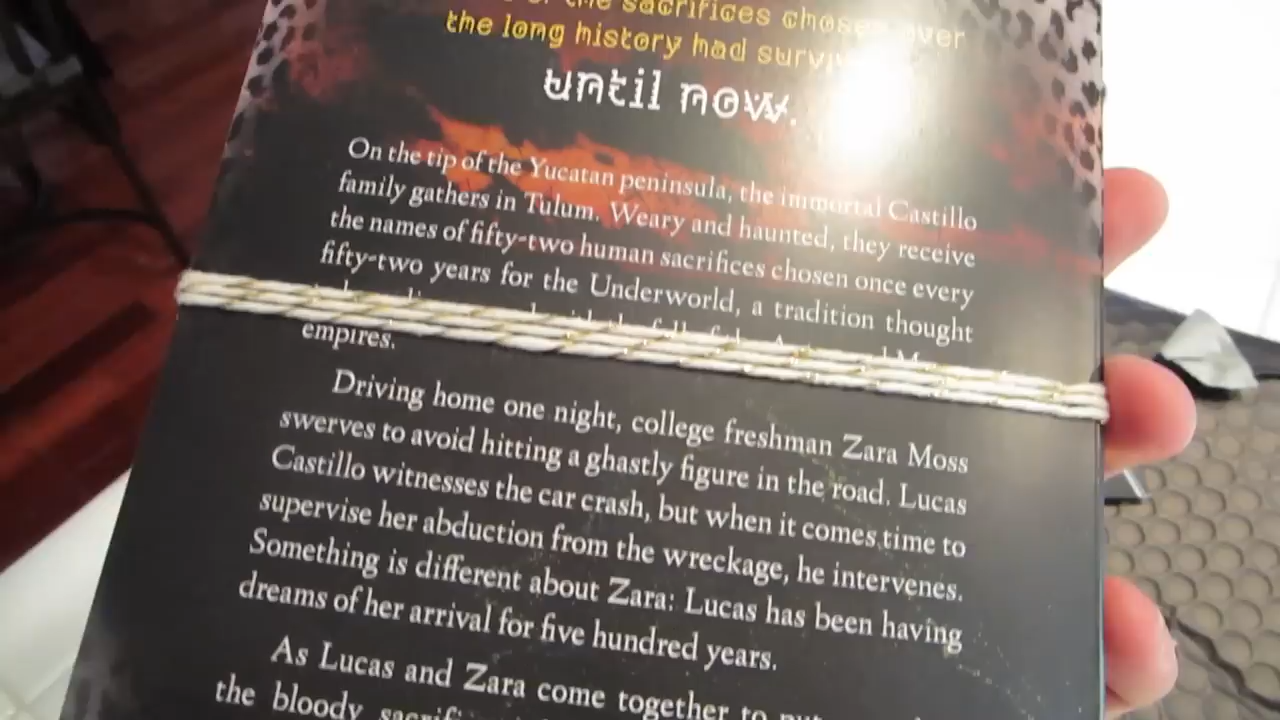 the sacrifices chosen over
the long history had
until now.
On the tip of the Yucatan peninsula, the immortal Castillo
family gathers in Tulum. Weary and haunted, they receive
the names of fifty-two human sacrifices chosen once every
fifty-two years for the Underworld, a tradition thought
empires.
Driving home one night, college freshman Zara Moss
swerves to avoid hitting a ghastly figure in the road. Lucas
Castillo witnesses the car crash, but when it comes time to
supervise her abduction from the wreckage, he intervenes.
Something is different about Zara: Lucas has been having
dreams of her arrival for five hundred years.
As Lucas and Zara come together to
the bloody